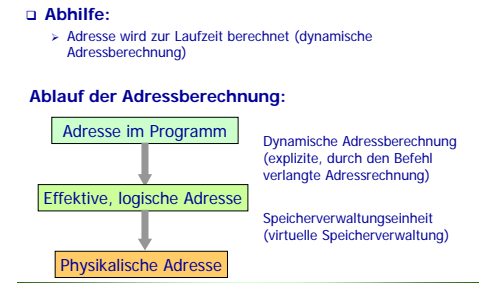 Abhilfe:
Adresse wird zur Laufzeit berechnet (dynamische
Adressberechnung)
Ablauf der Adressberechnung:
Adresse im Programm
Dynamische Adressberechnung
(explizite, durch den Befehl
verlangte Adressrechnung)
Effektive, logische Adresse
Speicherverwaltungseinheit
(virtuelle Speicherverwaltung)
Physikalische Adresse